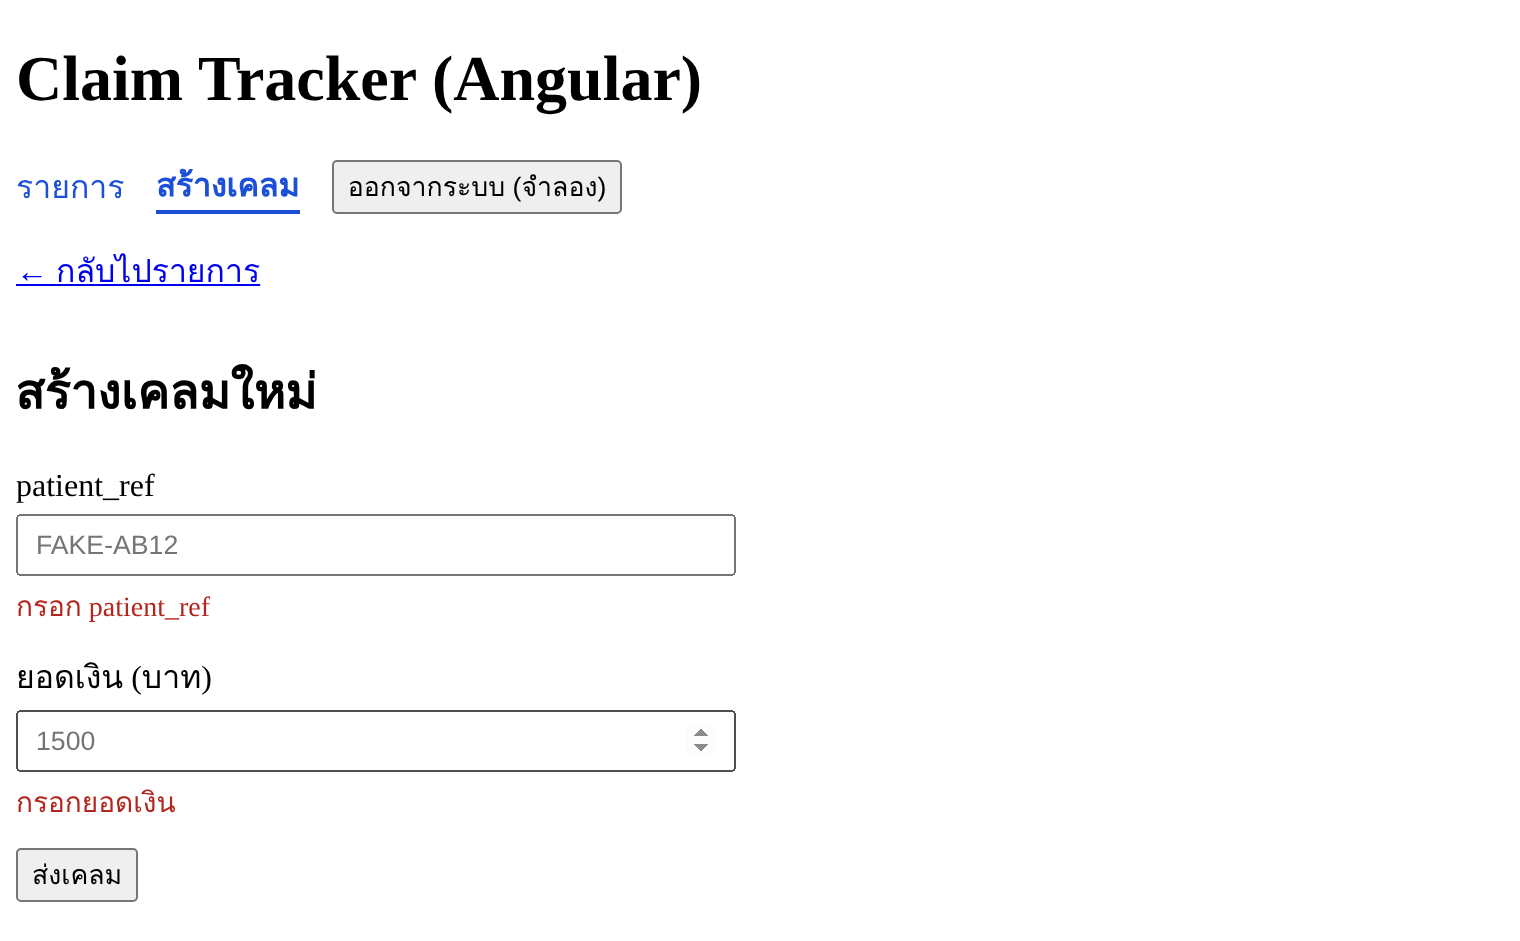 Claim Tracker (Angular)
รายการ สร้างเคลม ออกจากระบบ (จำลอง)
← กลับไปรายการ
สร้างเคลมใหม่
patient_ref
FAKE-AB12
กรอก patient_ref
ยอดเงิน (บาท)
1500
กรอกยอดเงิน
ส่งเคลม